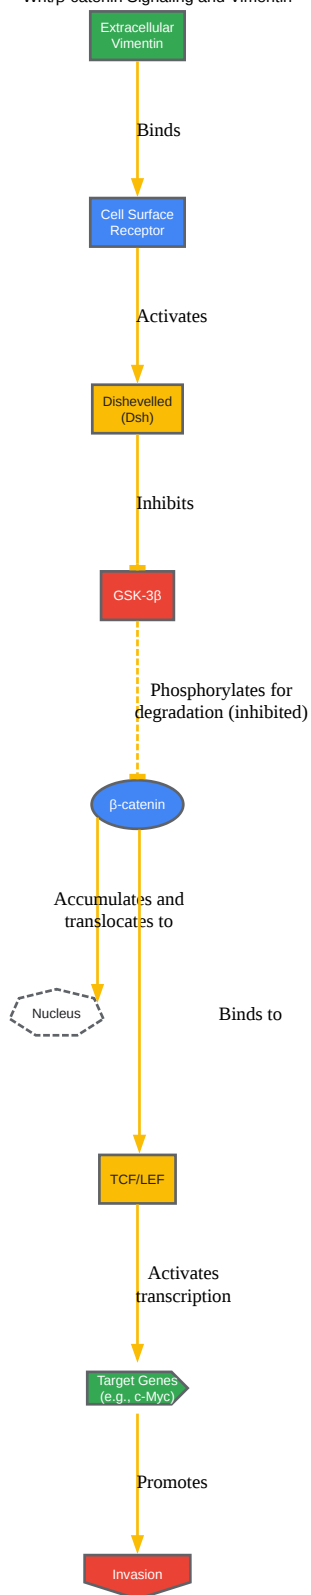 Wnt/β-catenin Signaling and Vimentin
Extracellular
Vimentin
Binds
Cell Surface
Receptor
Activates
Dishevelled
(Dsh)
Inhibits
GSK-3β
Phosphorylates for
degradation (inhibited)
β-catenin
Accumulates and
translocates to
Nucleus
Binds to
TCF/LEF
Activates
transcription
Target Genes
(e.g., c-Myc)
Promotes
Invasion